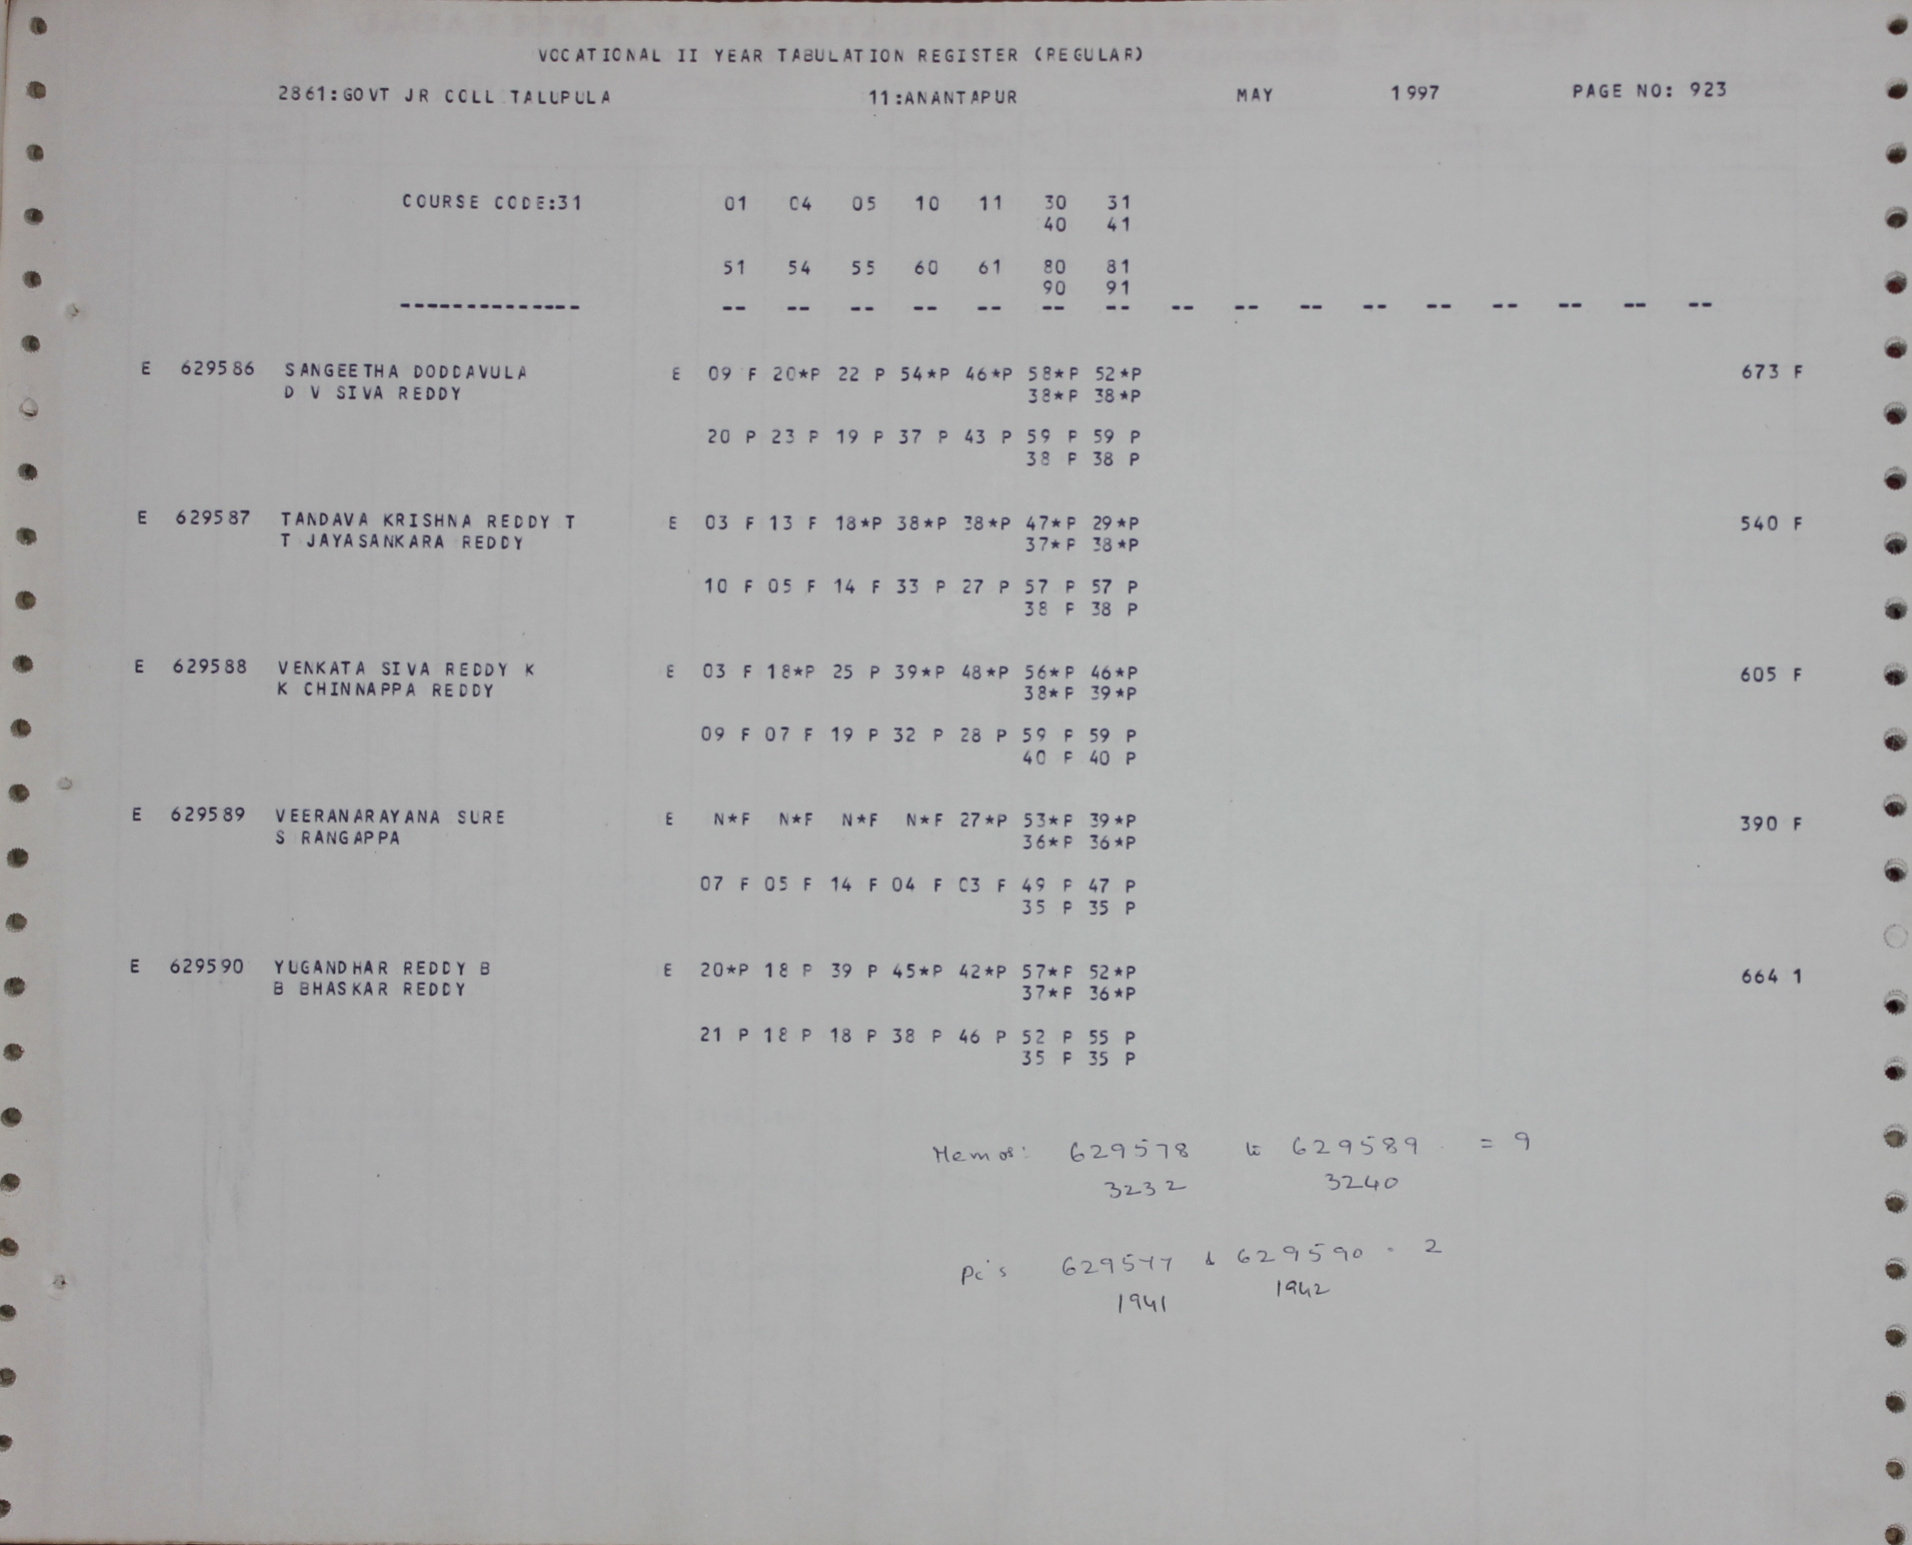 VOCATIONAL II YEAR TABULATION REGISTER (REGULAR)
2861:GOVT JR COLL TALUPULA 11:ANANTAPUR MAY 1997 PAGE NO: 923
COURSE CODE:31 01 04 05 10 11 30 31
40 41
51 54 55 60 61 80 81
90 91
-------------- -- -- -- -- -- -- -- -- -- -- -- -- -- -- -- --
E 629586 SANGEETHA DODDAVULA E 09 F 20*P 22 P 54*P 46*P 58*P 52*P 673 F
D V SIVA REDDY 38*P 38*P
20 P 23 P 19 P 37 P 43 P 59 P 59 P
38 P 38 P
E 629587 TANDAVA KRISHNA REDDY T E 03 F 13 F 18*P 38*P 38*P 47*P 29*P 540 F
T JAYASANKARA REDDY 37*P 38*P
10 F 05 F 14 F 33 P 27 P 57 P 57 P
38 P 38 P
E 629588 VENKATA SIVA REDDY K E 03 F 18*P 25 P 39*P 48*P 56*P 46*P 605 F
K CHINNAPPA REDDY 38*P 39*P
09 F 07 F 19 P 32 P 28 P 59 P 59 P
40 P 40 P
E 629589 VEERANARAYANA SURE E N*F N*F N*F N*F 27*P 53*P 39*P 390 F
S RANGAPPA 36*P 36*P
07 F 05 F 14 F 04 F 03 F 49 P 47 P
35 P 35 P
E 629590 YUGANDHAR REDDY B E 20*P 18 P 39 P 45*P 42*P 57*P 52*P 664 1
B BHASKAR REDDY 37*P 36*P
21 P 18 P 18 P 38 P 46 P 52 P 55 P
35 P 35 P
Memos: 629578 to 629589 = 9
3232 3240
Pc's 629577 & 629590 - 2
1941 1942